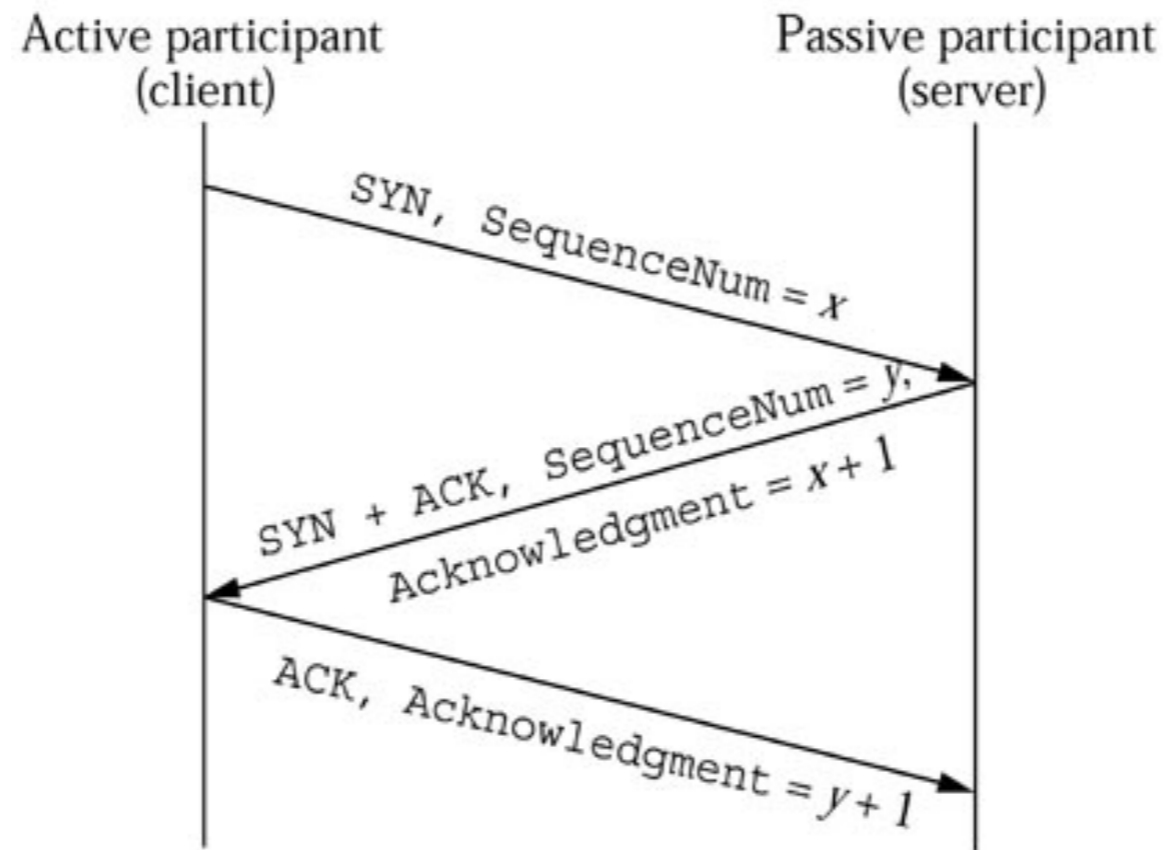 Active participant
(client)
Passive participant
(server)
SYN, SequenceNum = x
SYN + ACK, SequenceNum = y,
Acknowledgment = x + 1
ACK, Acknowledgment = y + 1